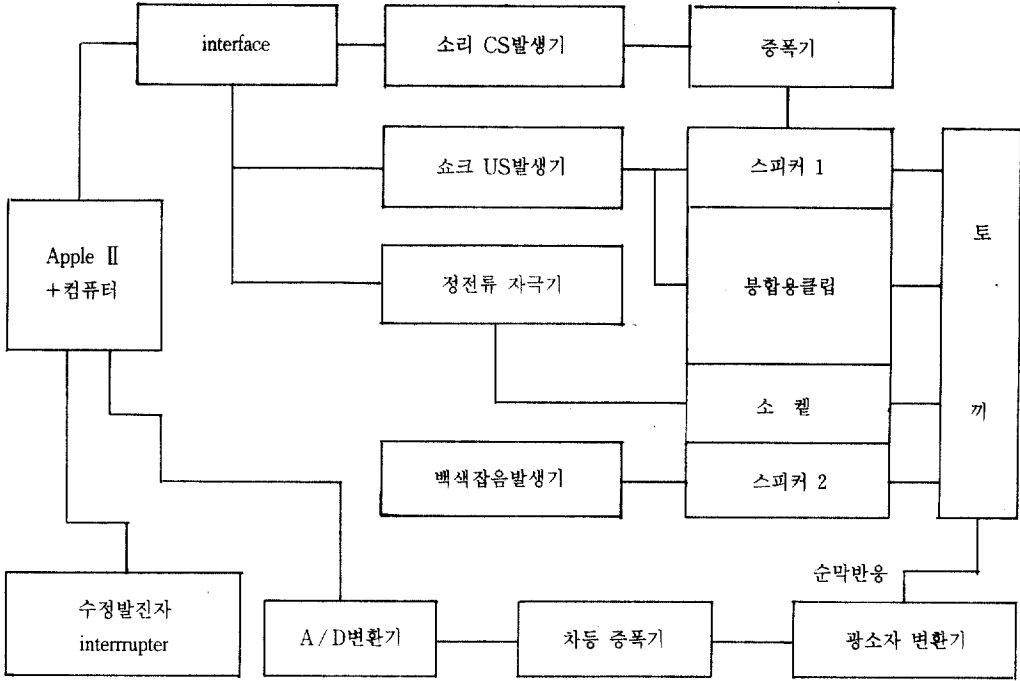 interface
소리 CS발생기
증폭기
쇼크 US발생기
스피커 1
Apple Ⅱ
+컴퓨터
정전류 자극기
봉합용클립
토
끼
소 켙
백색잡음발생기
스피커 2
순막반응
수정발진자
interrrupter
A/D변환기
차등 증폭기
광소자 변환기